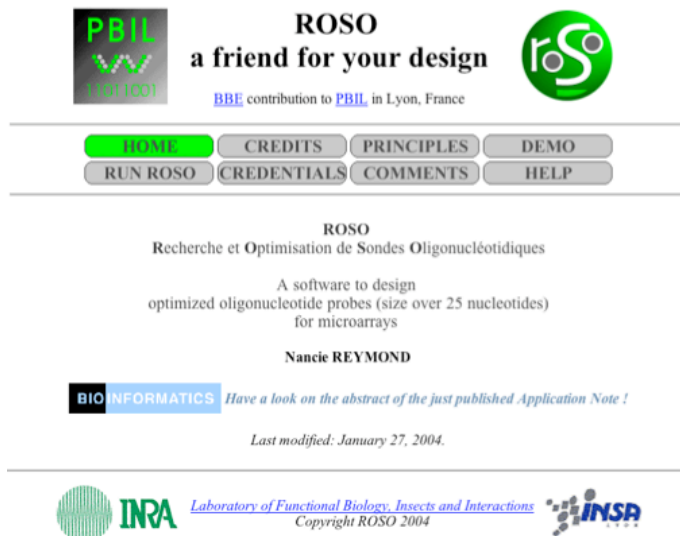 PBIL
11011001
ROSO
a friend for your design
BBE contribution to PBIL in Lyon, France
roso
HOME CREDITS PRINCIPLES DEMO
RUN ROSO CREDENTIALS COMMENTS HELP
ROSO
Recherche et Optimisation de Sondes Oligonucléotidiques
A software to design
optimized oligonucleotide probes (size over 25 nucleotides)
for microarrays
Nancie REYMOND
BIOINFORMATICS Have a look on the abstract of the just published Application Note !
Last modified: January 27, 2004.
INRA
Laboratory of Functional Biology, Insects and Interactions
Copyright ROSO 2004
INSA
LYON